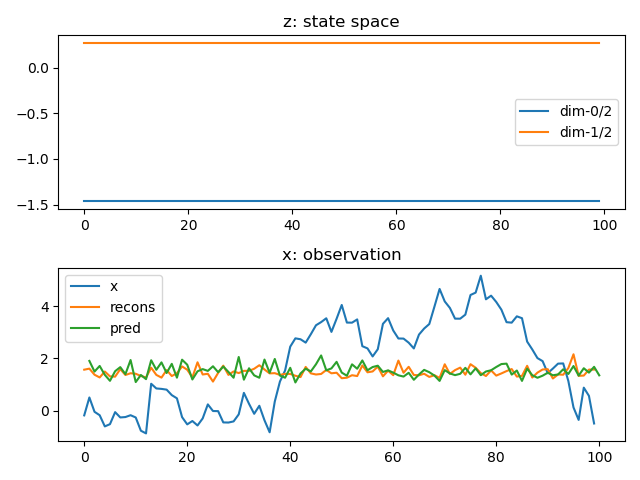 z: state space
0.0
−0.5
−1.0
−1.5
dim-0/2
dim-1/2
0 20 40 60 80 100
x: observation
x
recons
pred
4
2
0
0 20 40 60 80 100